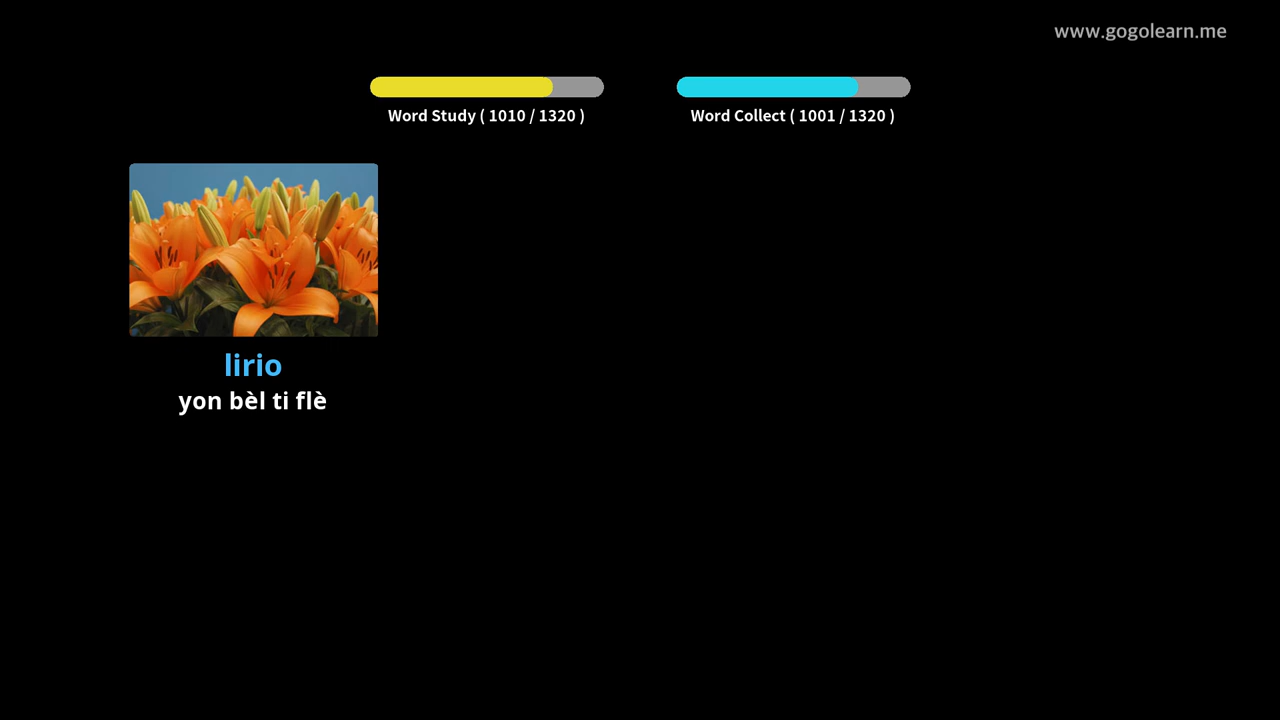 www.gogolearn.me
Word Study ( 1010 / 1320 )
Word Collect ( 1001 / 1320 )
lirio
yon bèl ti flè